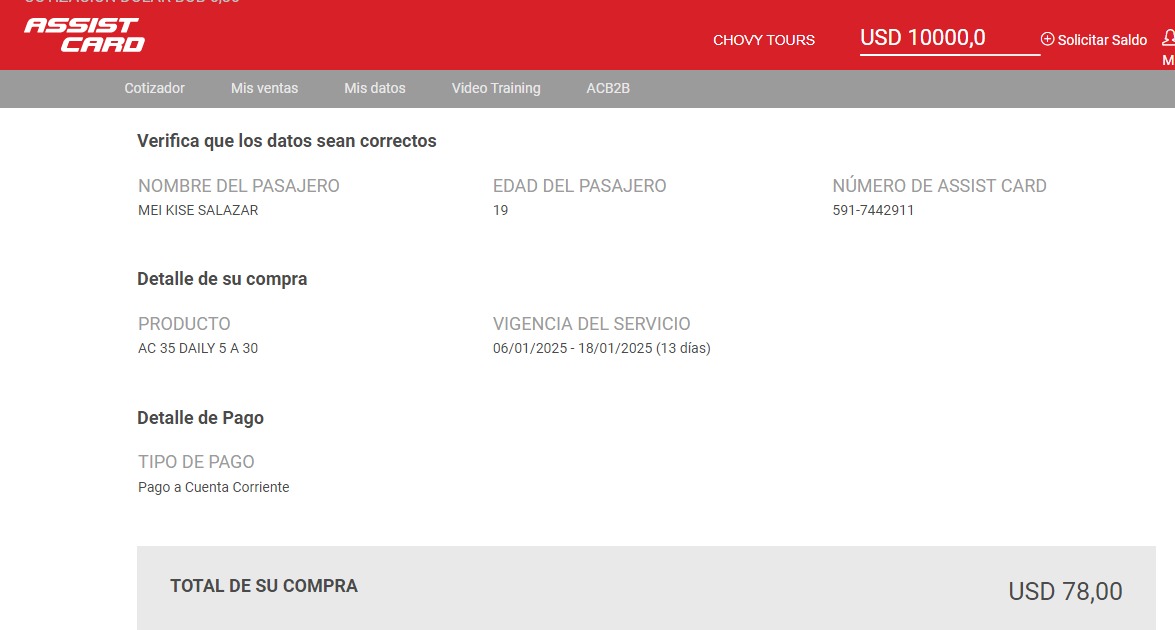 ASSIST
CARD
CHOVY TOURS
USD 10000,0
Solicitar Saldo
M
Cotizador
Mis ventas
Mis datos
Video Training
ACB2B
Verifica que los datos sean correctos
NOMBRE DEL PASAJERO
MEI KISE SALAZAR
EDAD DEL PASAJERO
19
NÚMERO DE ASSIST CARD
591-7442911
Detalle de su compra
PRODUCTO
AC 35 DAILY 5 A 30
VIGENCIA DEL SERVICIO
06/01/2025 - 18/01/2025 (13 días)
Detalle de Pago
TIPO DE PAGO
Pago a Cuenta Corriente
TOTAL DE SU COMPRA
USD 78,00